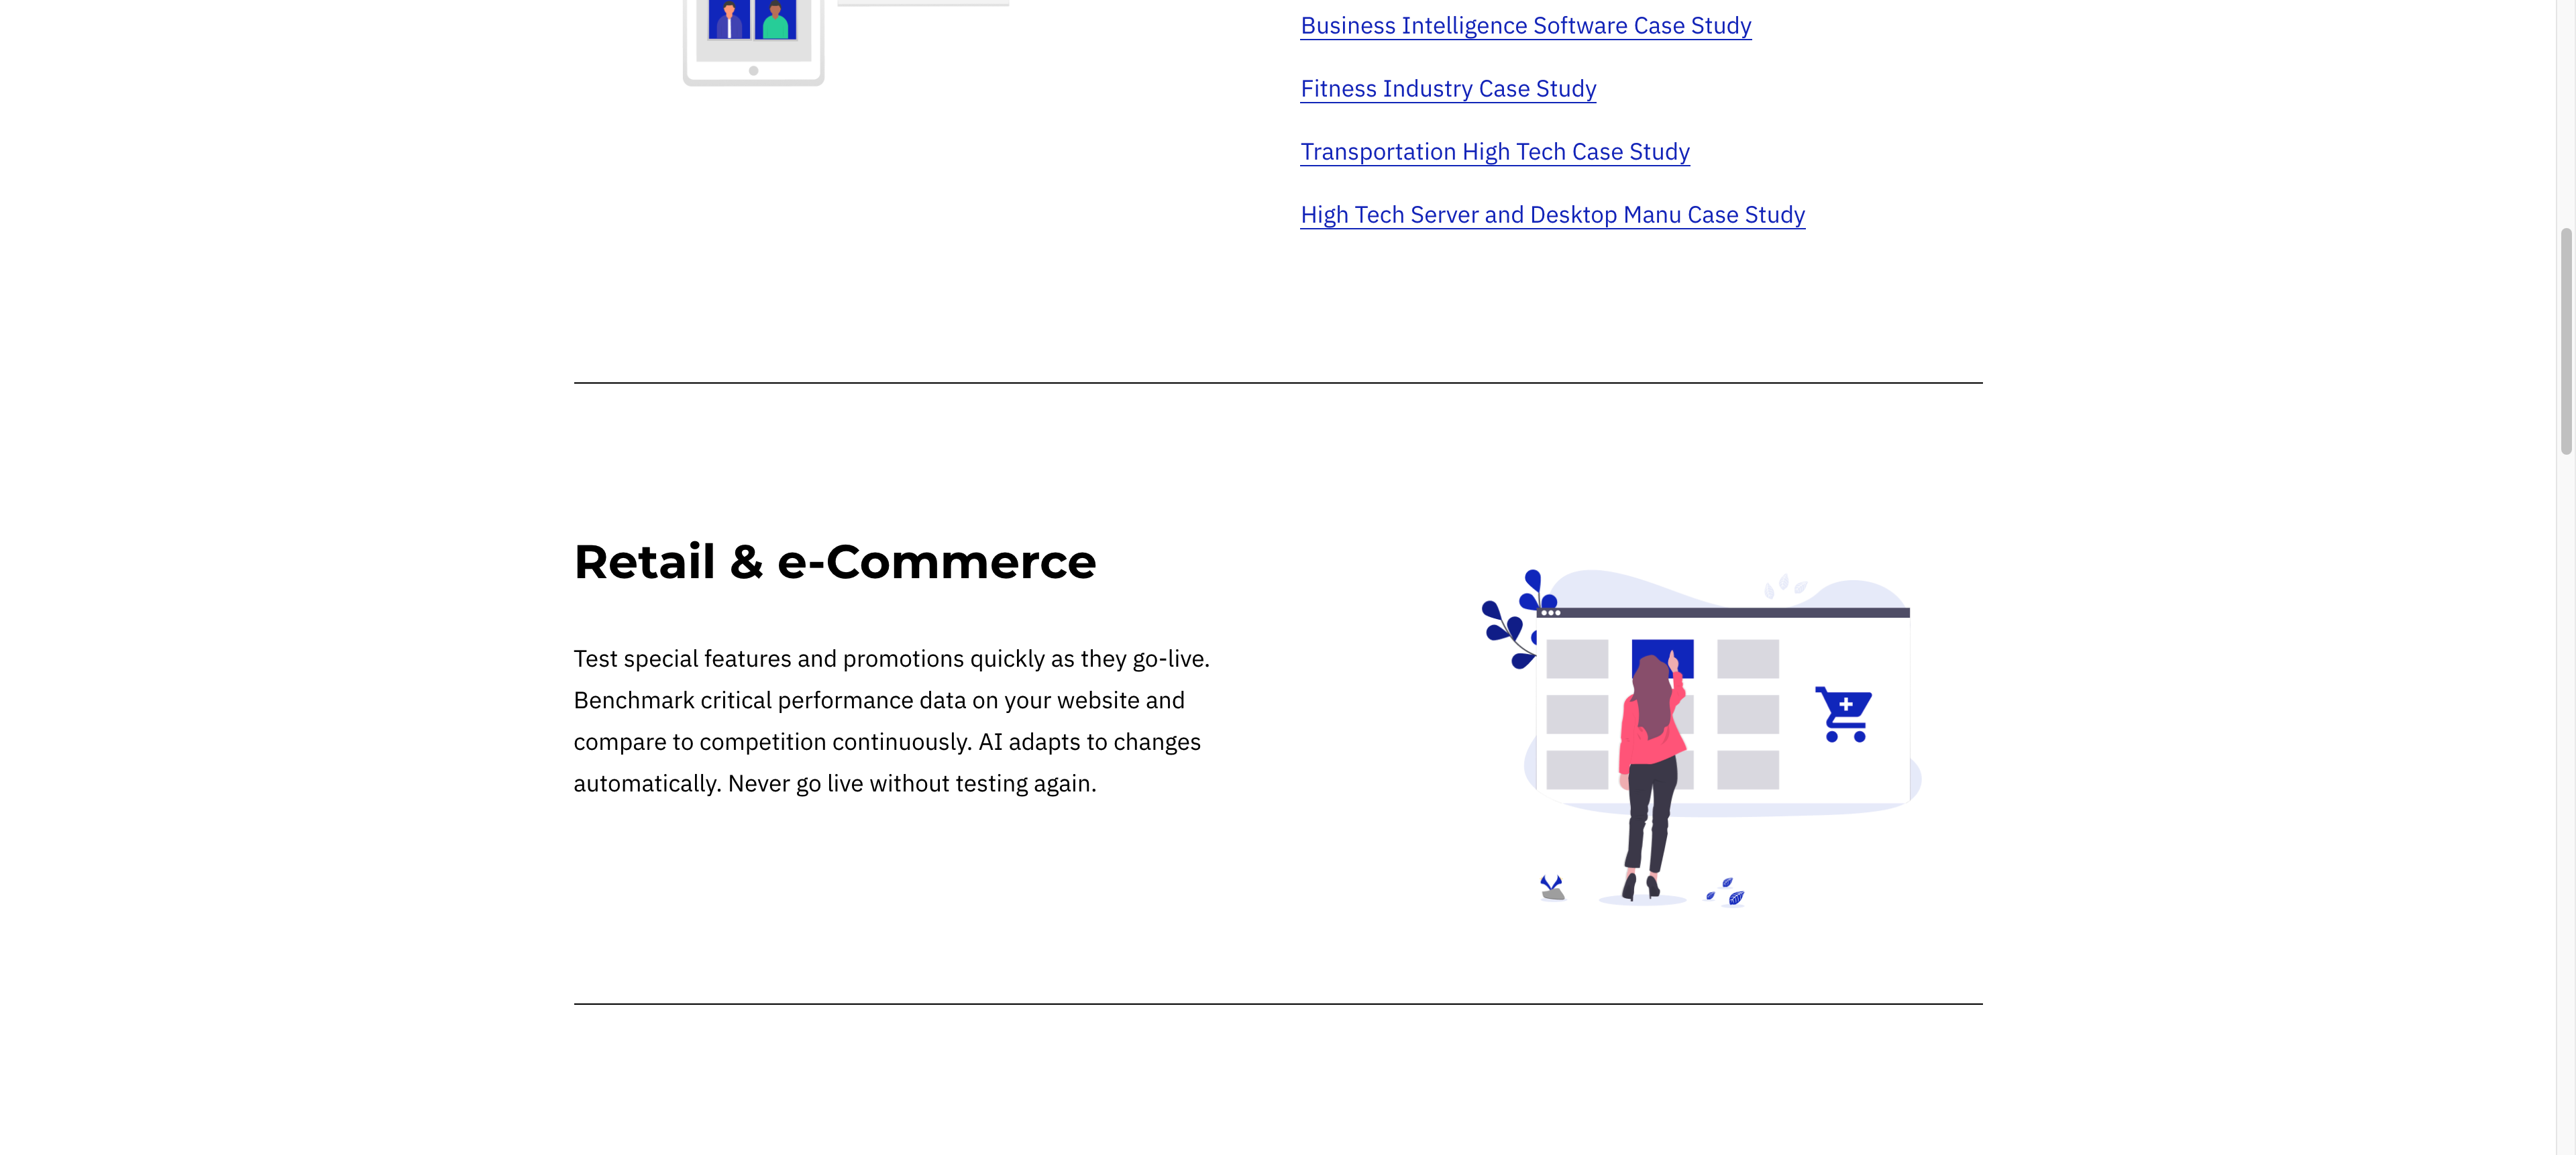 Business Intelligence Software Case Study
Fitness Industry Case Study
Transportation High Tech Case Study
High Tech Server and Desktop Manu Case Study
Retail & e-Commerce
Test special features and promotions quickly as they go-live.
Benchmark critical performance data on your website and
compare to competition continuously. AI adapts to changes
automatically. Never go live without testing again.